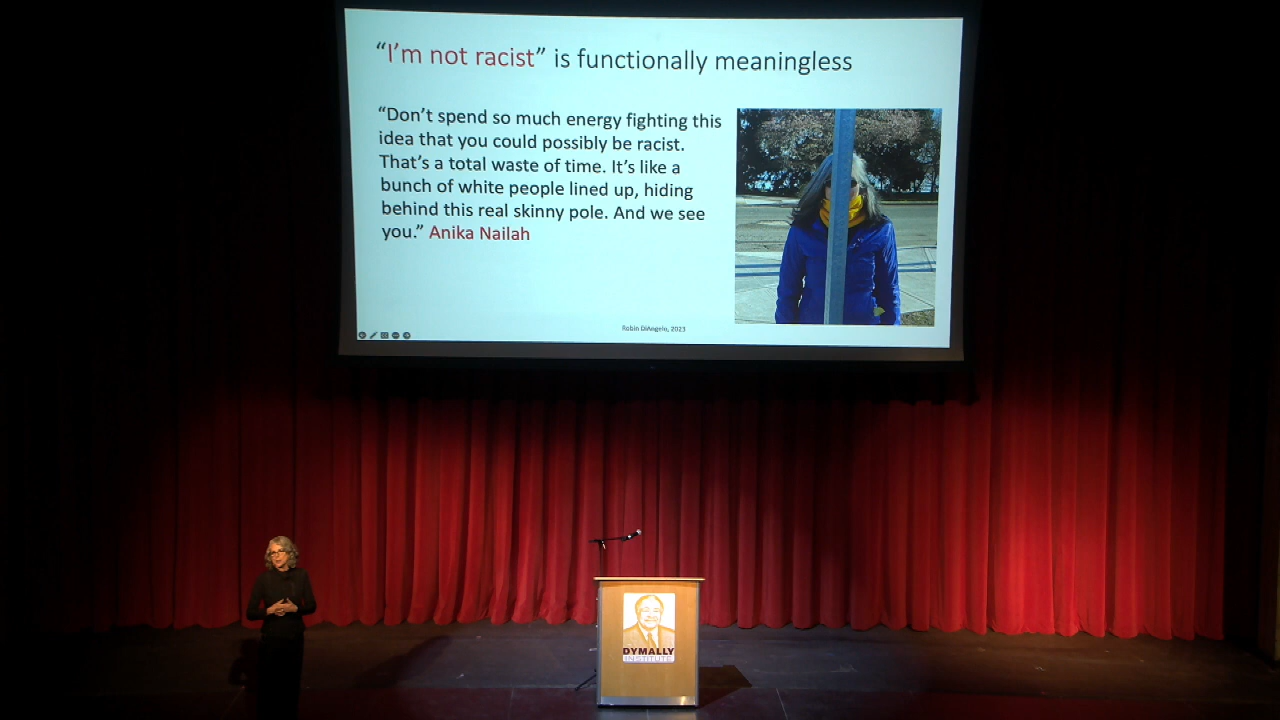 “I’m not racist” is functionally meaningless
“Don’t spend so much energy fighting this
idea that you could possibly be racist.
That’s a total waste of time. It’s like a
bunch of white people lined up, hiding
behind this real skinny pole. And we see
you.” Anika Nailah
Robin DiAngelo, 2023
DYMALLY
INSTITUTE